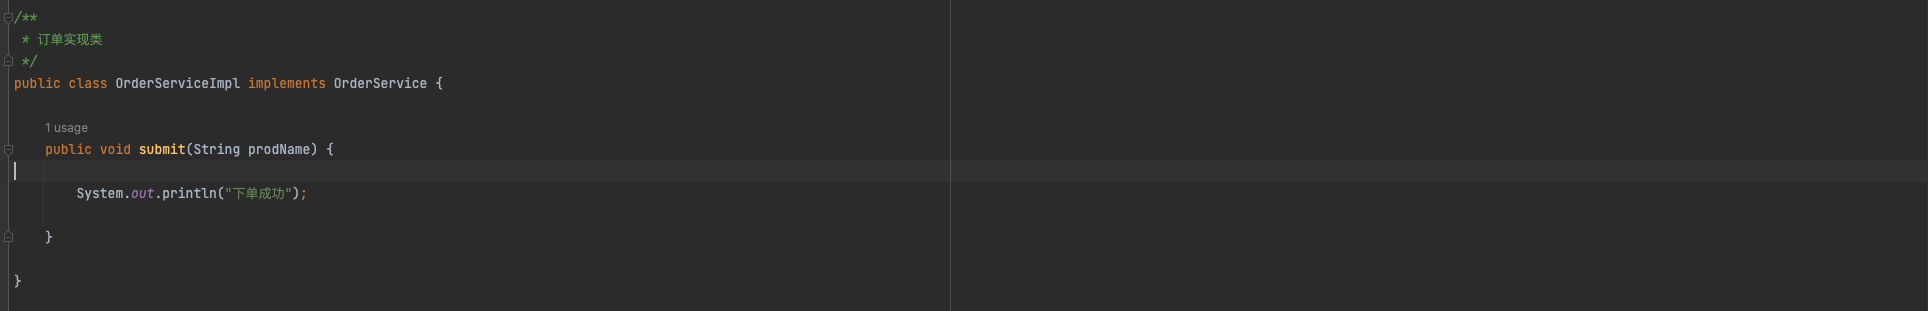 /**
 * 订单实现类
 */
public class OrderServiceImpl implements OrderService {
1 usage
public void submit(String prodName) {
System.out.println("下单成功");
}
}